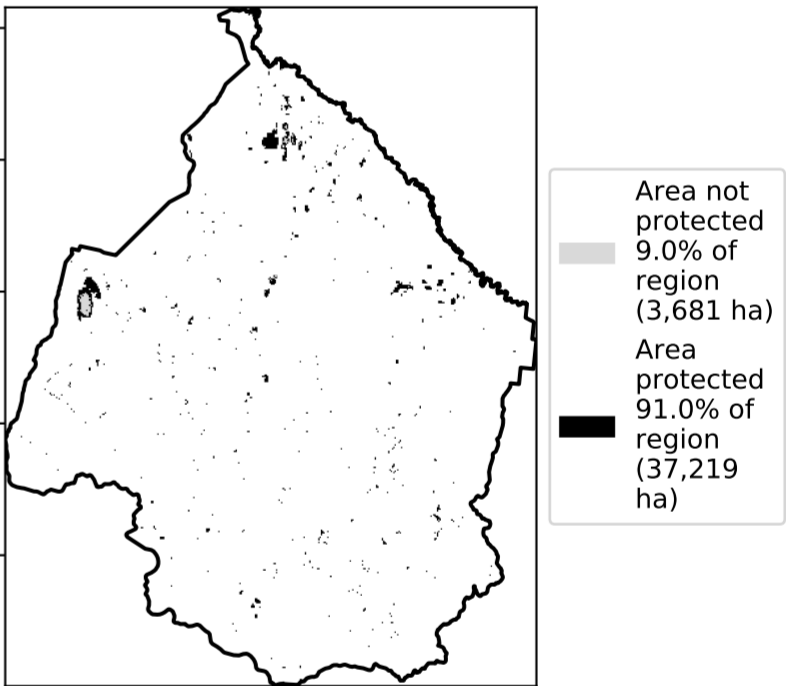 Area not
protected
9.0% of
region
(3,681 ha)
Area
protected
91.0% of
region
(37,219
ha)